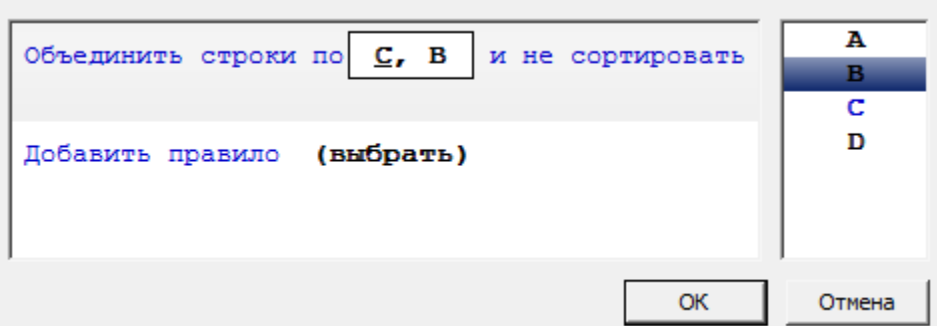 Объединить строки по C, B и не сортировать
Добавить правило (выбрать)
A
B
C
D
OK
Отмена